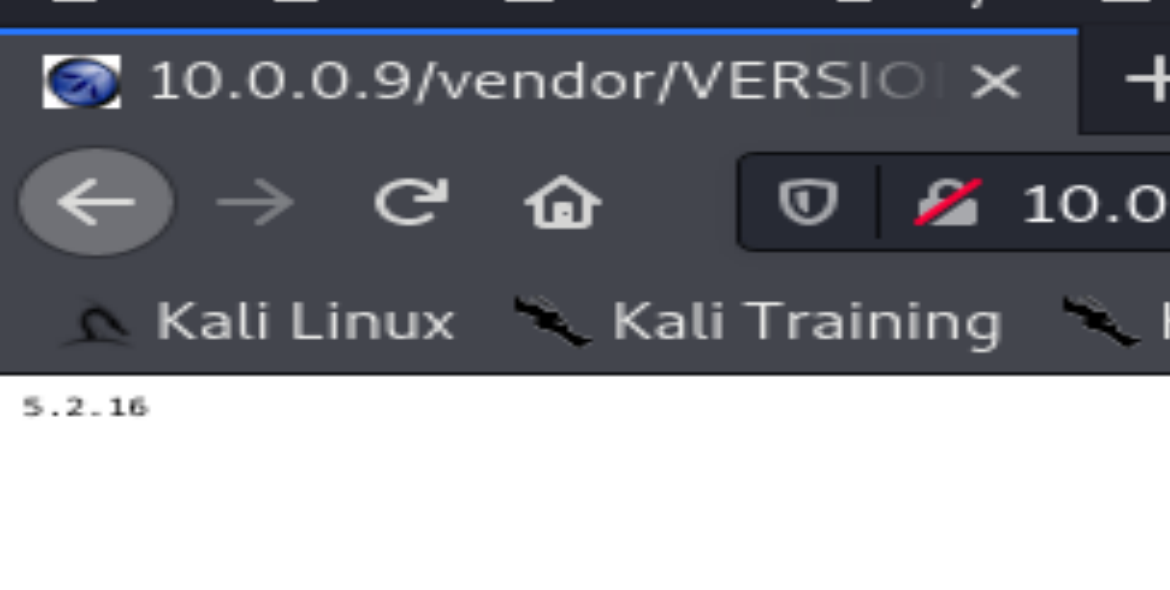 10.0.0.9/vendor/VERSIO
10.0
Kali Linux Kali Training
5.2.16